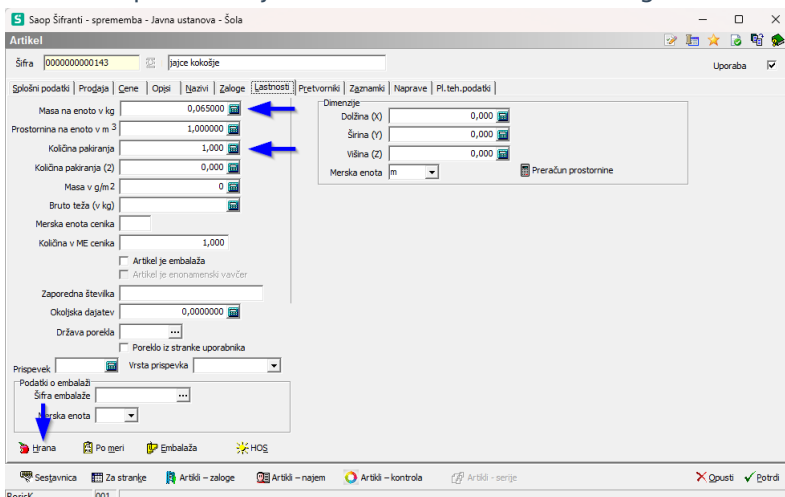 Saop Šifranti - sprememba - Javna ustanova - Šola
Artikel
Šifra 0000000000143 jajce kokošje Uporaba
Splošni podatki Prodaja Cene Opisi Nazivi Zaloge Lastnosti Pretvorniki Zaznamki Naprave Pl.teh.podatki
Masa na enoto v kg 0,065000
Prostornina na enoto v m 3 1,000000
Količina pakiranja 1,000
Količina pakiranja (2) 0,000
Masa v g/m2 0
Bruto teža (v kg)
Merska enota cenika
Količina v ME cenika 1,000
Artikel je embalaža
Artikel je enonamenski vavčer
Zaporedna številka
Okoljska dajatev 0,0000000
Država porekla ...
Poreklo iz stranke uporabnika
Prispevek Vrsta prispevka
Podatki o embalaži
Šifra embalaže ...
Merska enota
Dimenzije
Dolžina (X) 0,000
Širina (Y) 0,000
Višina (Z) 0,000
Merska enota m Preračun prostornine
Hrana Po meri Embalaža HOS
Sestavnica Za stranke Artikli – zaloge Artikli – najem Artikli – kontrola Artikli - serije Opusti Potrdi
BorisK 001